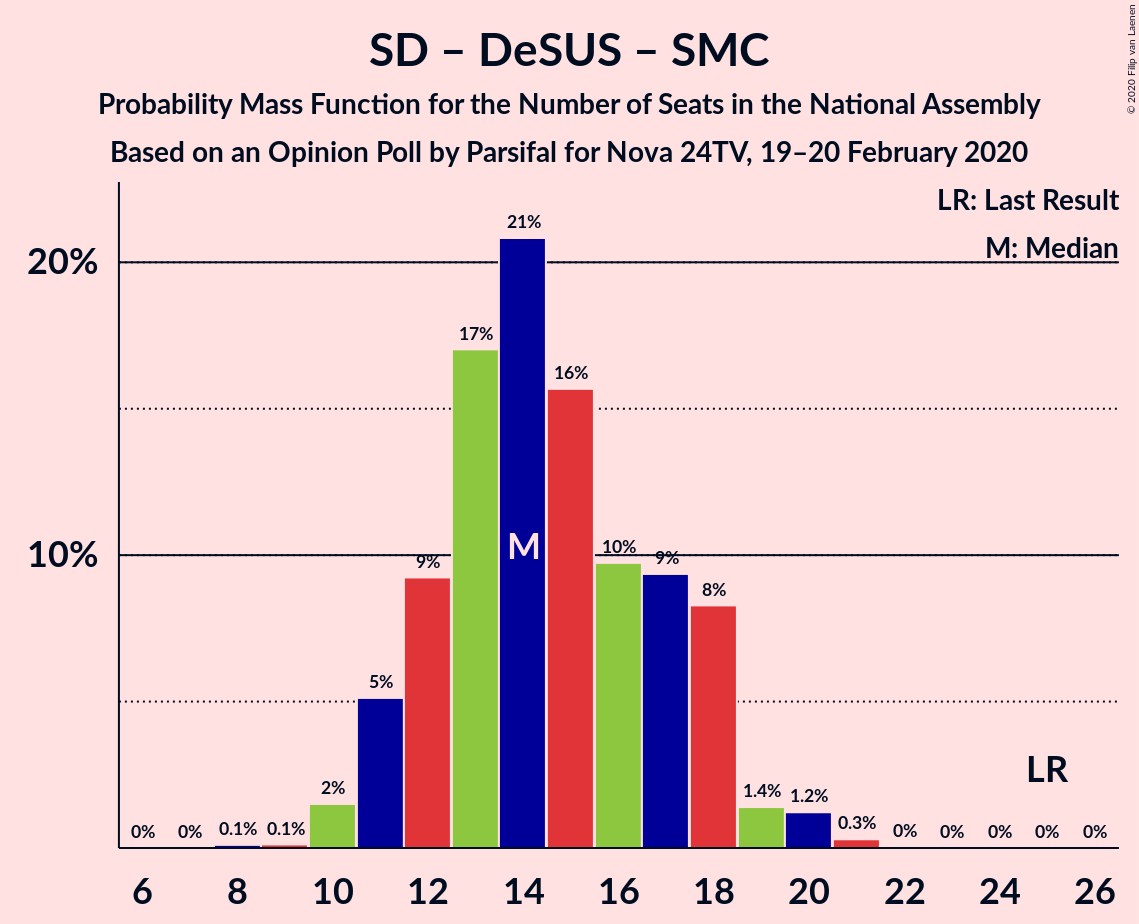 SD – DeSUS – SMC
Probability Mass Function for the Number of Seats in the National Assembly
Based on an Opinion Poll by Parsifal for Nova 24TV, 19–20 February 2020
© 2020 Filip van Laenen
LR: Last Result
M: Median
20%
10%
0%
0%
0.1%
0.1%
2%
5%
9%
17%
21%
16%
10%
9%
8%
1.4%
1.2%
0.3%
0%
0%
0%
0%
0%
M
LR
6 8 10 12 14 16 18 20 22 24 26